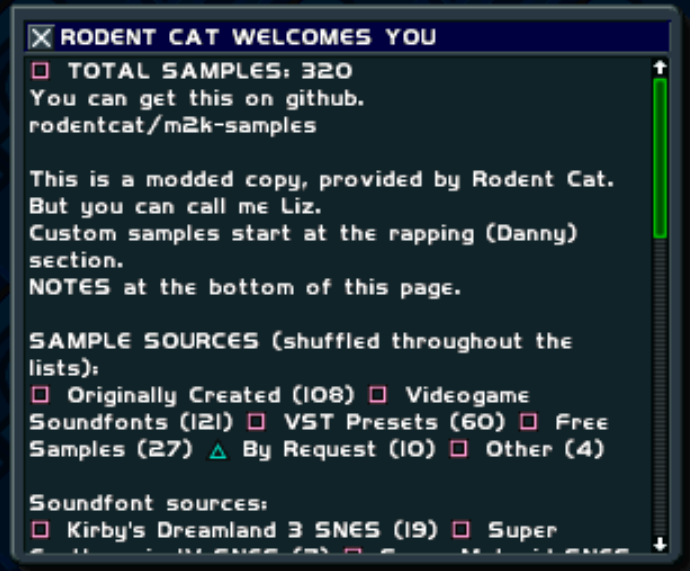 RODENT CAT WELCOMES YOU
TOTAL SAMPLES: 320
You can get this on github.
rodentcat/m2k-samples
This is a modded copy, provided by Rodent Cat.
But you can call me Liz.
Custom samples start at the rapping (Danny)
section.
NOTES at the bottom of this page.
SAMPLE SOURCES (shuffled throughout the
lists):
Originally Created (108) Videogame
Soundfonts (121) VST Presets (60) Free
Samples (27) By Request (10) Other (4)
Soundfont sources:
Kirby's Dreamland 3 SNES (19) Super